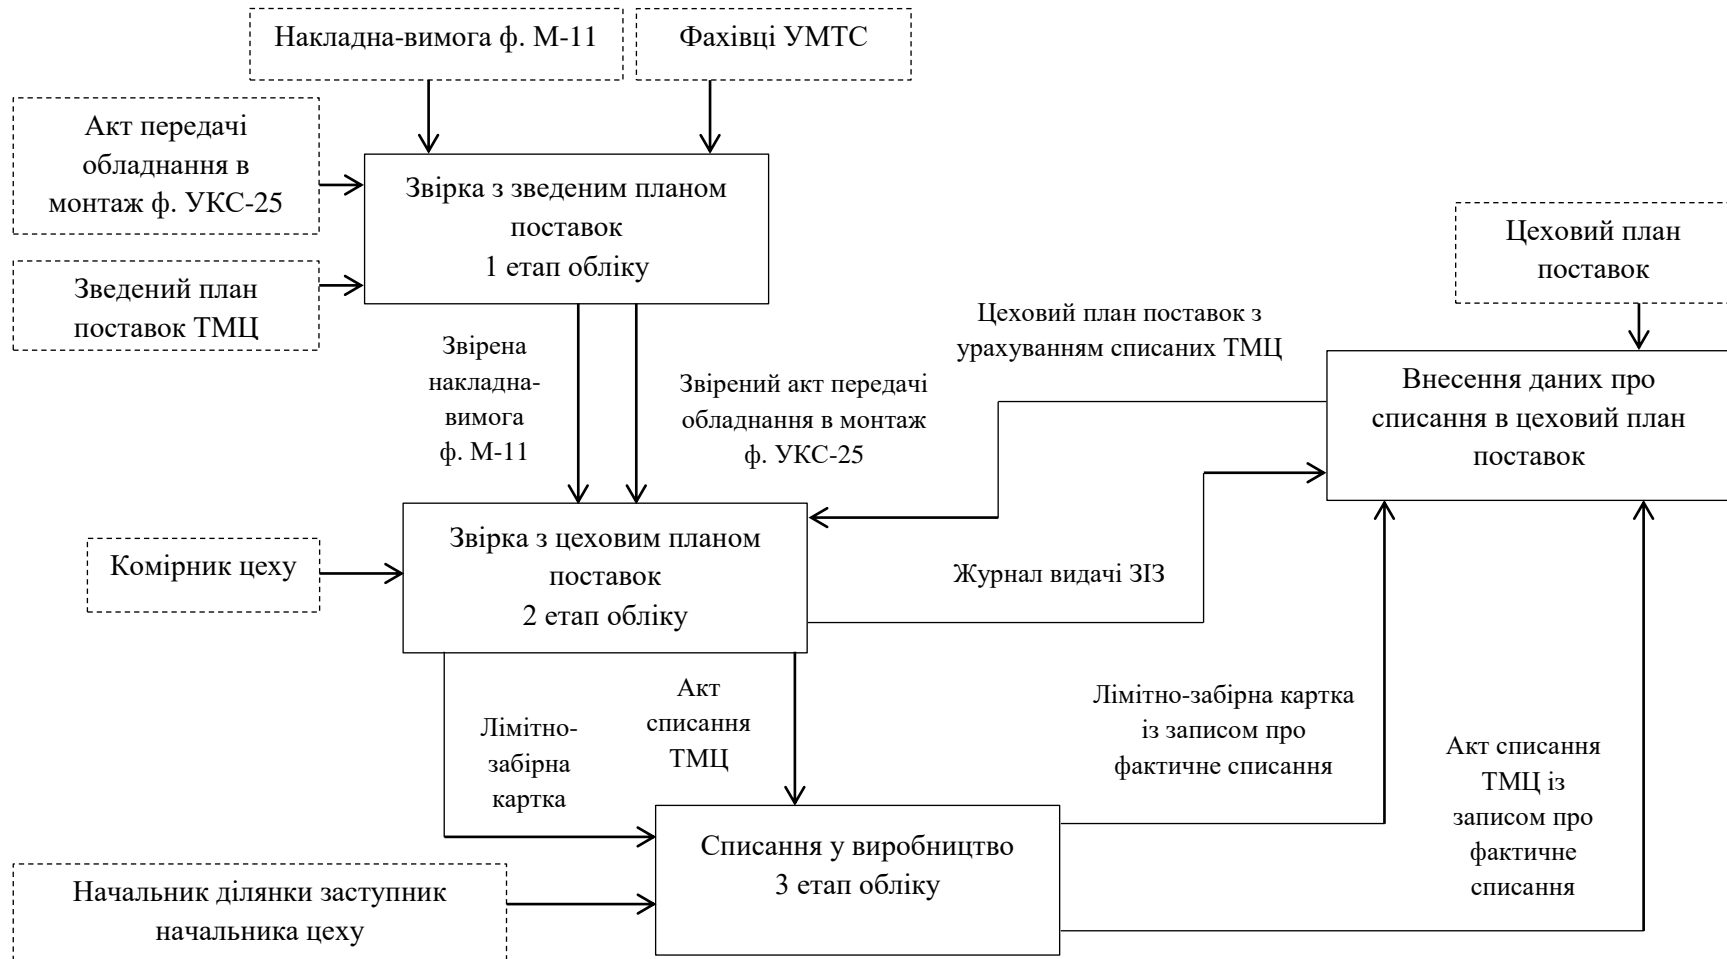 Накладна-вимога ф. М-11
Фахівці УМТС
Акт передачі
обладнання в
монтаж ф. УКС-25
Звірка з зведеним планом
поставок
1 етап обліку
Зведений план
поставок ТМЦ
Цеховий план
поставок
Звірена
накладна-
вимога
ф. М-11
Звірений акт передачі
обладнання в монтаж
ф. УКС-25
Цеховий план поставок з
урахуванням списаних ТМЦ
Внесення даних про
списання в цеховий план
поставок
Комірник цеху
Звірка з цеховим планом
поставок
2 етап обліку
Журнал видачі ЗІЗ
Лімітно-
забірна
картка
Акт
списання
ТМЦ
Лімітно-забірна картка
із записом про
фактичне списання
Акт списання
ТМЦ із
записом про
фактичне
списання
Списання у виробництво
3 етап обліку
Начальник ділянки заступник
начальника цеху